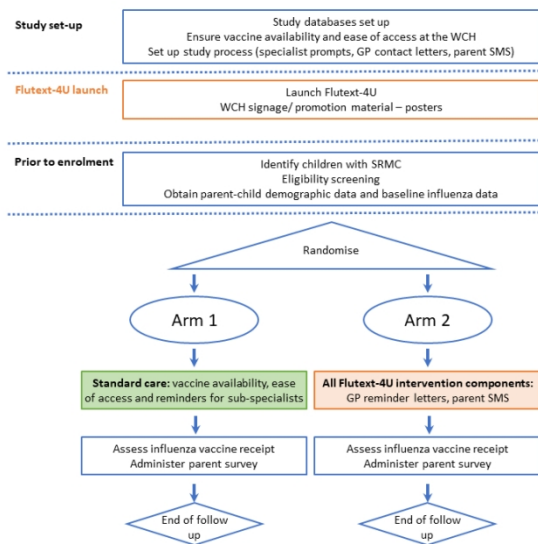 Study set-up
Study databases set up
Ensure vaccine availability and ease of access at the WCH
Set up study process (specialist prompts, GP contact letters, parent SMS)
Flutext-4U launch
Launch Flutext-4U
WCH signage/ promotion material – posters
Prior to enrolment
Identify children with SRMC
Eligibility screening
Obtain parent-child demographic data and baseline influenza data
Randomise
Arm 1
Arm 2
Standard care: vaccine availability, ease
of access and reminders for sub-specialists
All Flutext-4U intervention components:
GP reminder letters, parent SMS
Assess influenza vaccine receipt
Administer parent survey
Assess influenza vaccine receipt
Administer parent survey
End of follow
up
End of follow
up